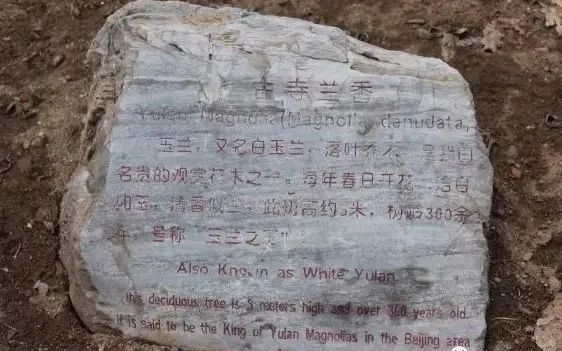 古寺兰香
Yulan Magnolia(Magnolia denudata,
玉兰，又名白玉兰，落叶乔木，是我国
名贵的观赏花木之一。每年春日开花，洁白
如玉，清香似兰。此树高约5米，树龄300余
年 号称“玉兰之王”
Also Known as White Yulan
this deciduous tree is 5 meters high and over 300 years old.
It is said to be the King of Yulan Magnolias in the Beijing area